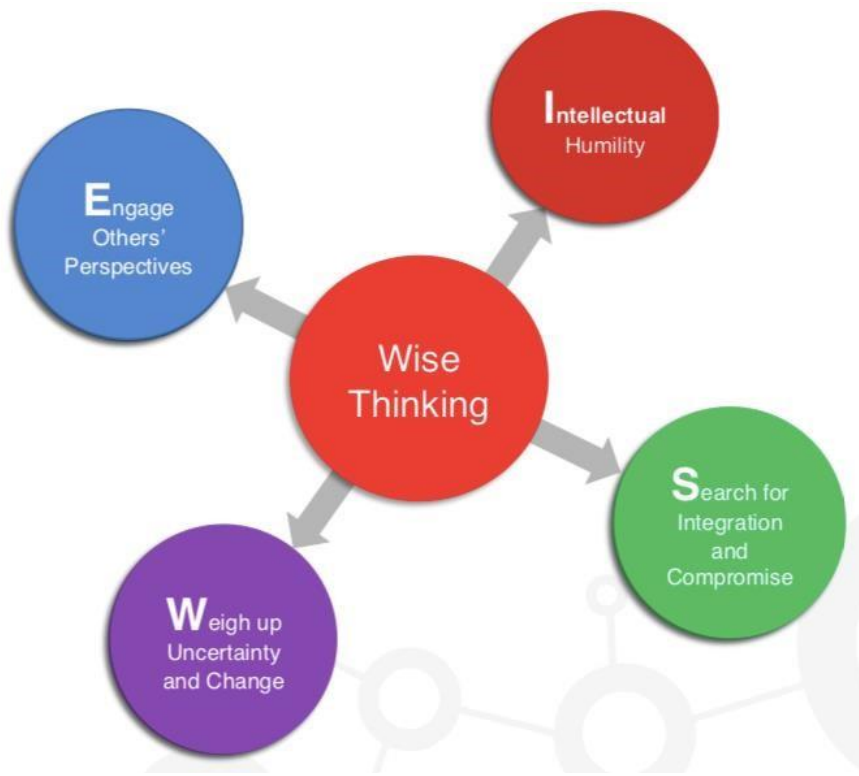 Intellectual
Humility
Engage
Others'
Perspectives
Wise
Thinking
Search for
Integration
and
Compromise
Weigh up
Uncertainty
and Change